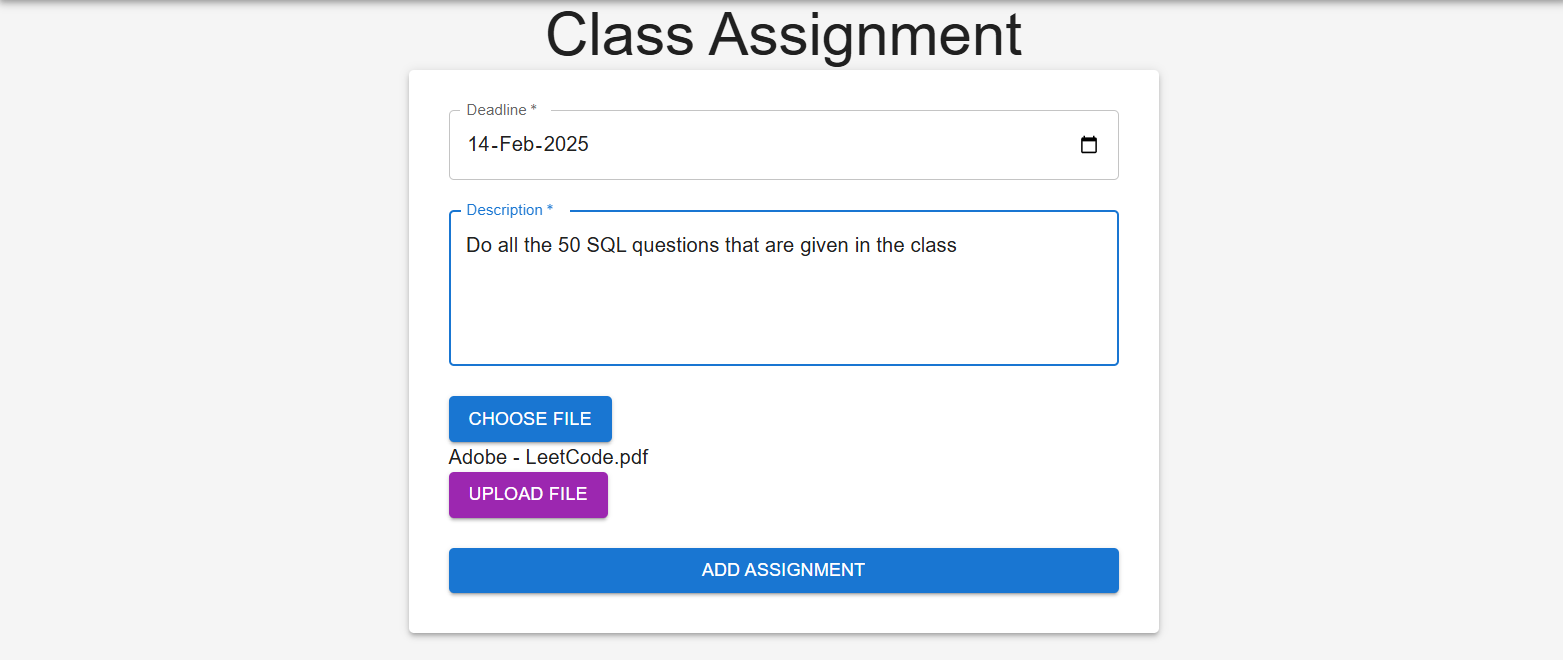 Class Assignment
Deadline *
14-Feb-2025
Description *
Do all the 50 SQL questions that are given in the class
CHOOSE FILE
Adobe - LeetCode.pdf
UPLOAD FILE
ADD ASSIGNMENT